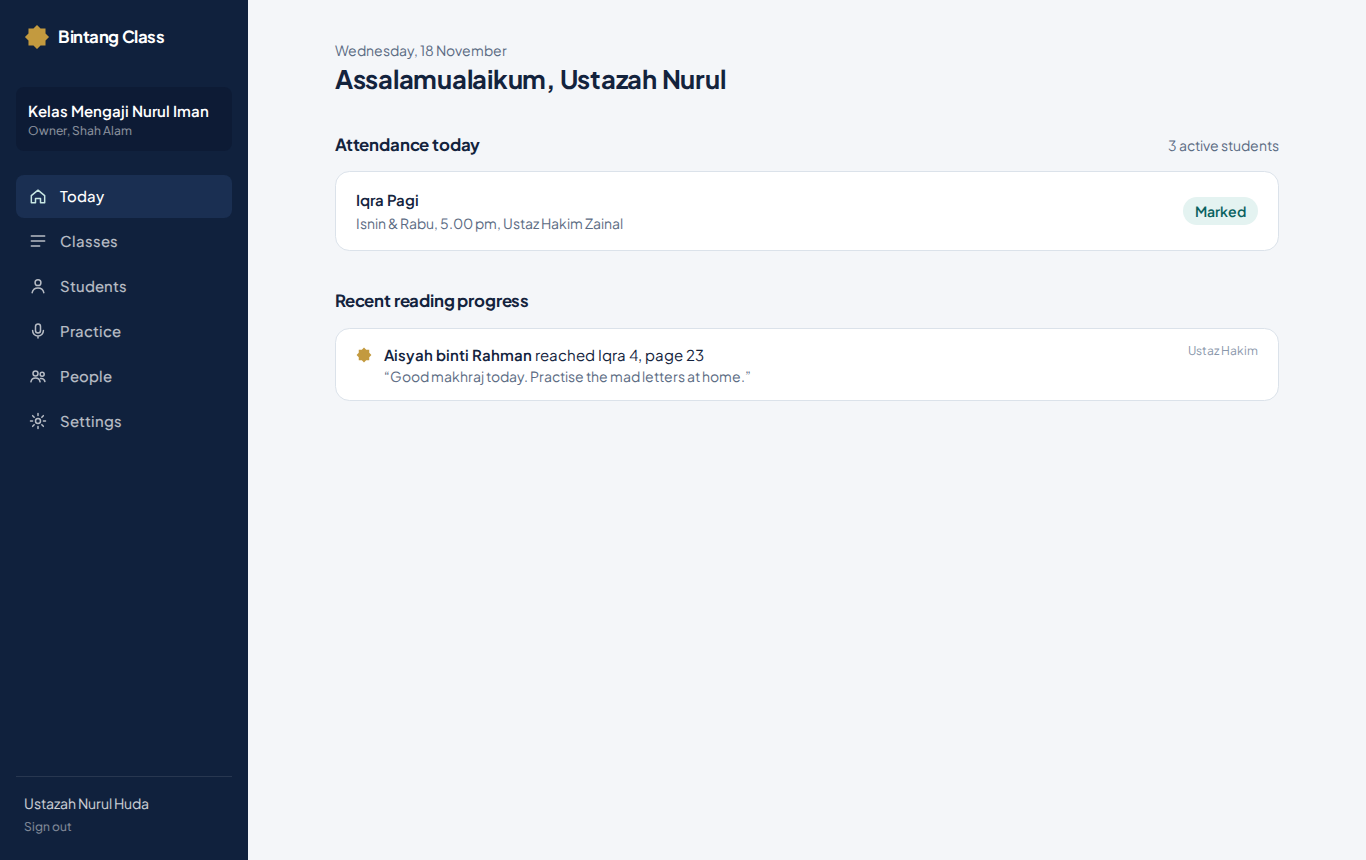 Bintang Class
Kelas Mengaji Nurul Iman
Owner, Shah Alam
Today
Classes
Students
Practice
People
Settings
Ustazah Nurul Huda
Sign out
Wednesday, 18 November
Assalamualaikum, Ustazah Nurul
Attendance today
3 active students
Iqra Pagi
Isnin & Rabu, 5.00 pm, Ustaz Hakim Zainal
Marked
Recent reading progress
Aisyah binti Rahman reached Iqra 4, page 23
Ustaz Hakim
“Good makhraj today. Practise the mad letters at home.”